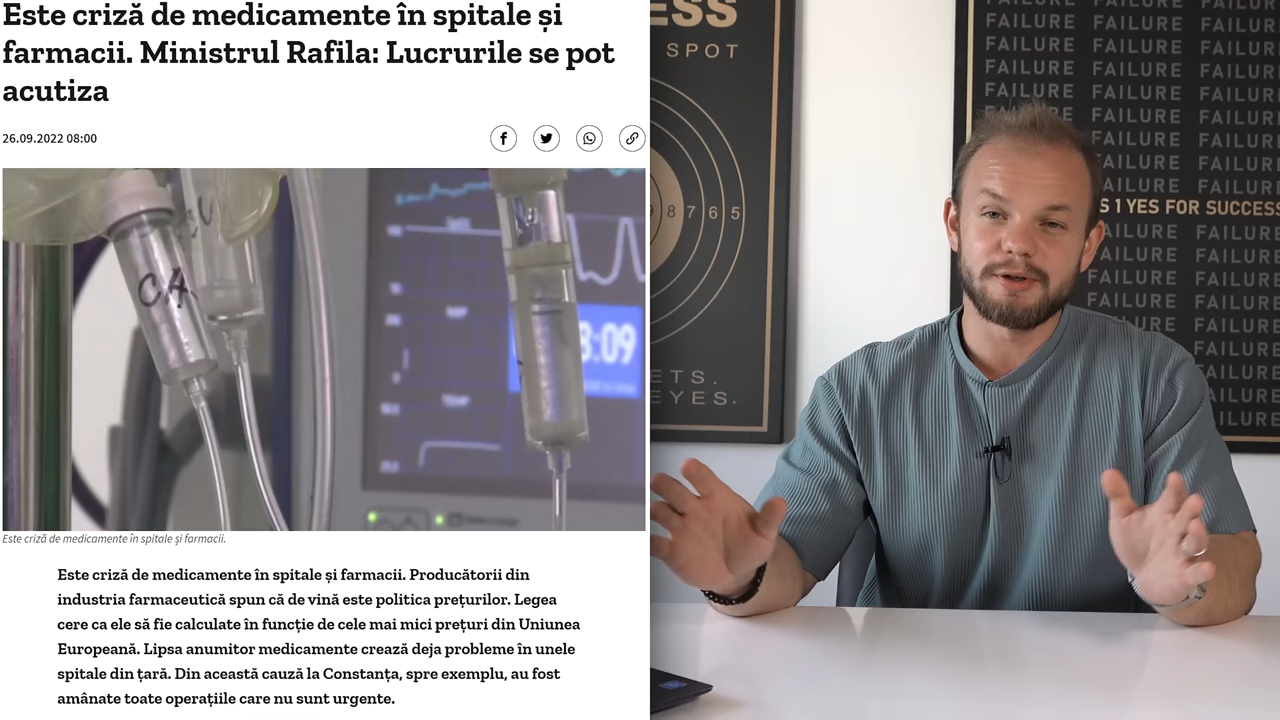 Este criză de medicamente în spitale și
farmacii. Ministrul Rafila: Lucrurile se pot
acutiza
26.09.2022 08:00
CA
8:09
Este criză de medicamente în spitale și farmacii.
Este criză de medicamente în spitale și farmacii. Producătorii din
industria farmaceutică spun că de vină este politica prețurilor. Legea
cere ca ele să fie calculate în funcție de cele mai mici prețuri din Uniunea
Europeană. Lipsa anumitor medicamente crează deja probleme în unele
spitale din țară. Din această cauză la Constanța, spre exemplu, au fost
amânate toate operațiile care nu sunt urgente.
ESS
SPOT
8 7 6 5
ETS.
EYES.
FAILURE FAILURE FAILURE
FAILURE FAILURE FAILURE
FAILURE FAILURE FAILURE
FAILURE FAILURE FAILURE
FAILURE FAILURE FAILURE
FAILURE FAILURE
FAILURE FAILURE
FAILURE FAILURE
FAILURE FAILURE
S 1 YES FOR SUCCESS
FAILURE FAILURE
FAILURE FAILURE
FAILURE FAILURE
FAILURE FAILURE
URE FAILURE
FAILURE
FAILURE
FAILURE
FAILURE